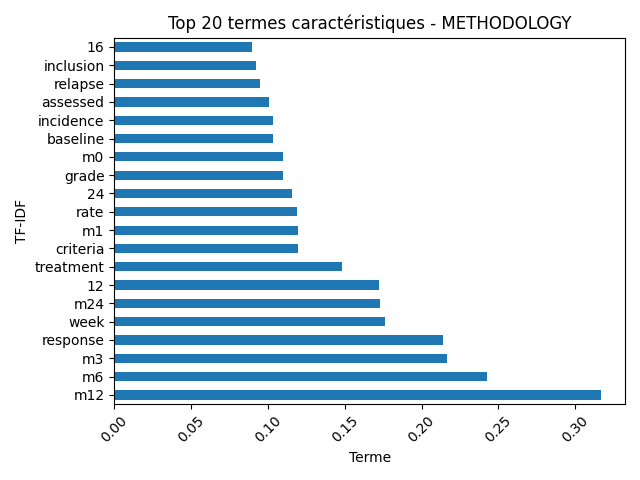 Top 20 termes caractéristiques - METHODOLOGY
16
inclusion
relapse
assessed
incidence
baseline
m0
grade
24
rate
m1
criteria
treatment
12
m24
week
response
m3
m6
m12
TF-IDF
0.00 0.05 0.10 0.15 0.20 0.25 0.30
Terme